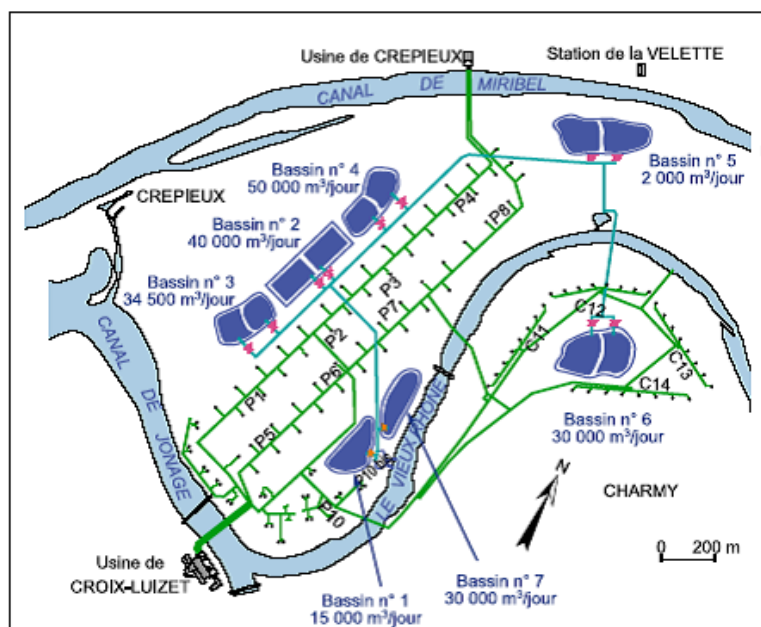 Usine de CREPIEUX
Station de la VELETTE
CANAL DE MIRIBEL
Bassin n° 4
50 000 m³/jour
Bassin n° 5
2 000 m³/jour
CREPIEUX
Bassin n° 2
40 000 m³/jour
Bassin n° 3
34 500 m³/jour
P4
P8
P3
P7
P2
P6
P1
P5
C12
C11
C13
C14
CANAL DE JONAGE
LE VIEUX RHONE
Bassin n° 6
30 000 m³/jour
P10
N
CHARMY
0 200 m
Usine de
CROIX-LUIZET
Bassin n° 1
15 000 m³/jour
Bassin n° 7
30 000 m³/jour